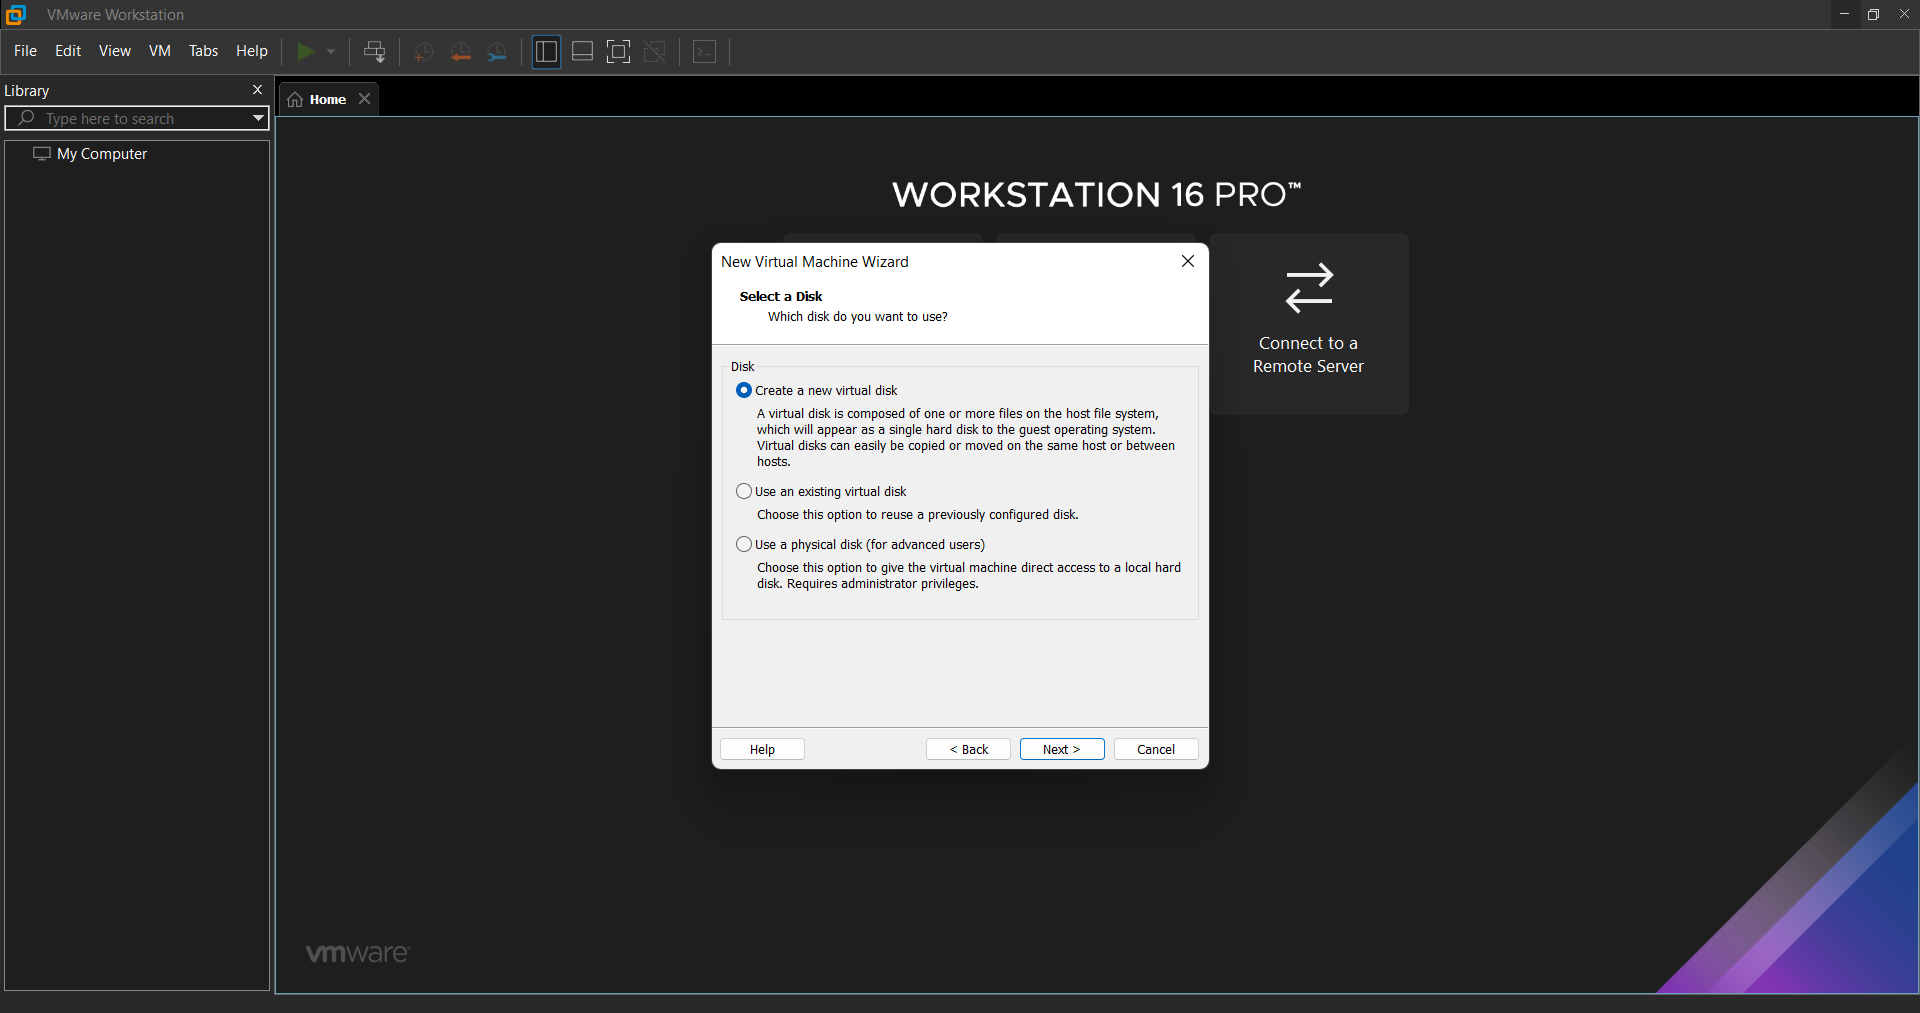 VMware Workstation
File Edit View VM Tabs Help
Library
Home
Type here to search
My Computer
WORKSTATION 16 PRO™
New Virtual Machine Wizard
Select a Disk
Which disk do you want to use?
Connect to a
Remote Server
Disk
Create a new virtual disk
A virtual disk is composed of one or more files on the host file system,
which will appear as a single hard disk to the guest operating system.
Virtual disks can easily be copied or moved on the same host or between
hosts.
Use an existing virtual disk
Choose this option to reuse a previously configured disk.
Use a physical disk (for advanced users)
Choose this option to give the virtual machine direct access to a local hard
disk. Requires administrator privileges.
Help < Back Next > Cancel
vmware